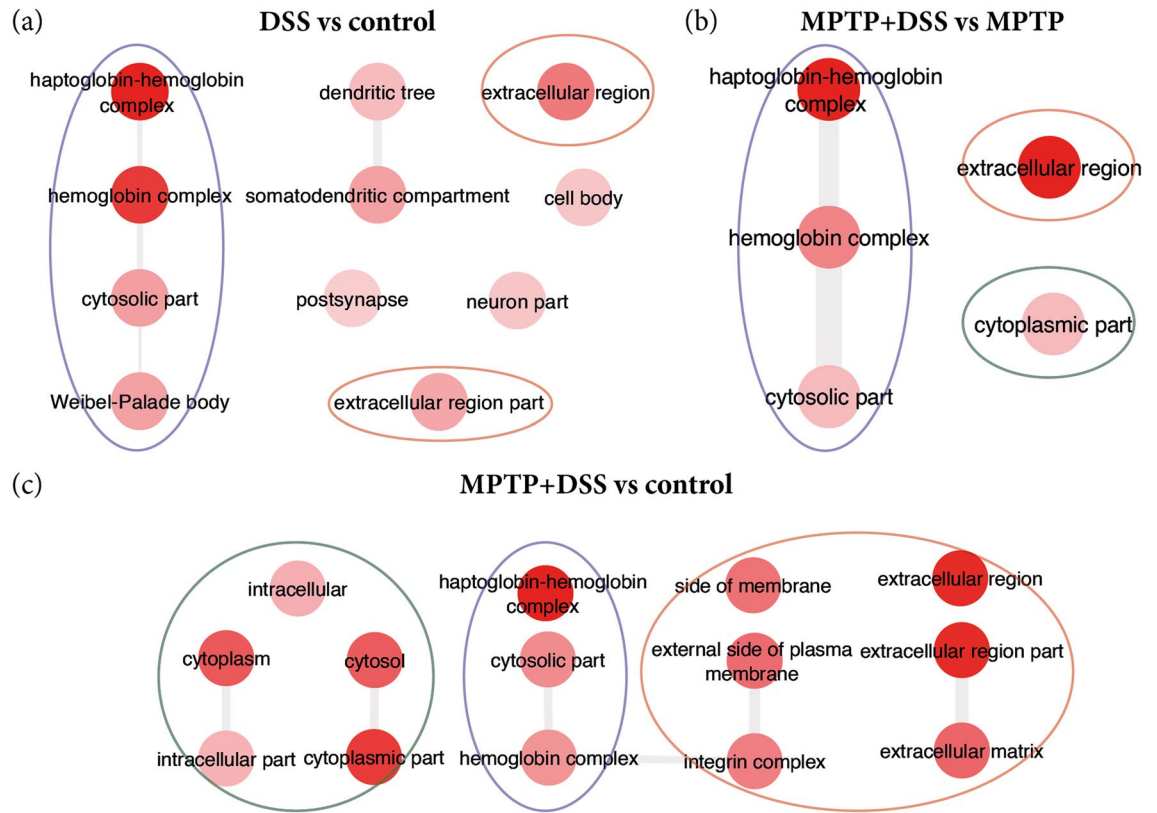 (a)
DSS vs control
haptoglobin-hemoglobin
complex
dendritic tree
extracellular region
hemoglobin complex
somatodendritic compartment
cell body
cytosolic part
postsynapse
neuron part
Weibel-Palade body
extracellular region part
(b)
MPTP+DSS vs MPTP
haptoglobin-hemoglobin
complex
extracellular region
hemoglobin complex
cytoplasmic part
cytosolic part
(c)
MPTP+DSS vs control
intracellular
cytoplasm
cytosol
intracellular part
cytoplasmic part
haptoglobin-hemoglobin
complex
cytosolic part
hemoglobin complex
side of membrane
extracellular region
external side of plasma
membrane
extracellular region part
integrin complex
extracellular matrix